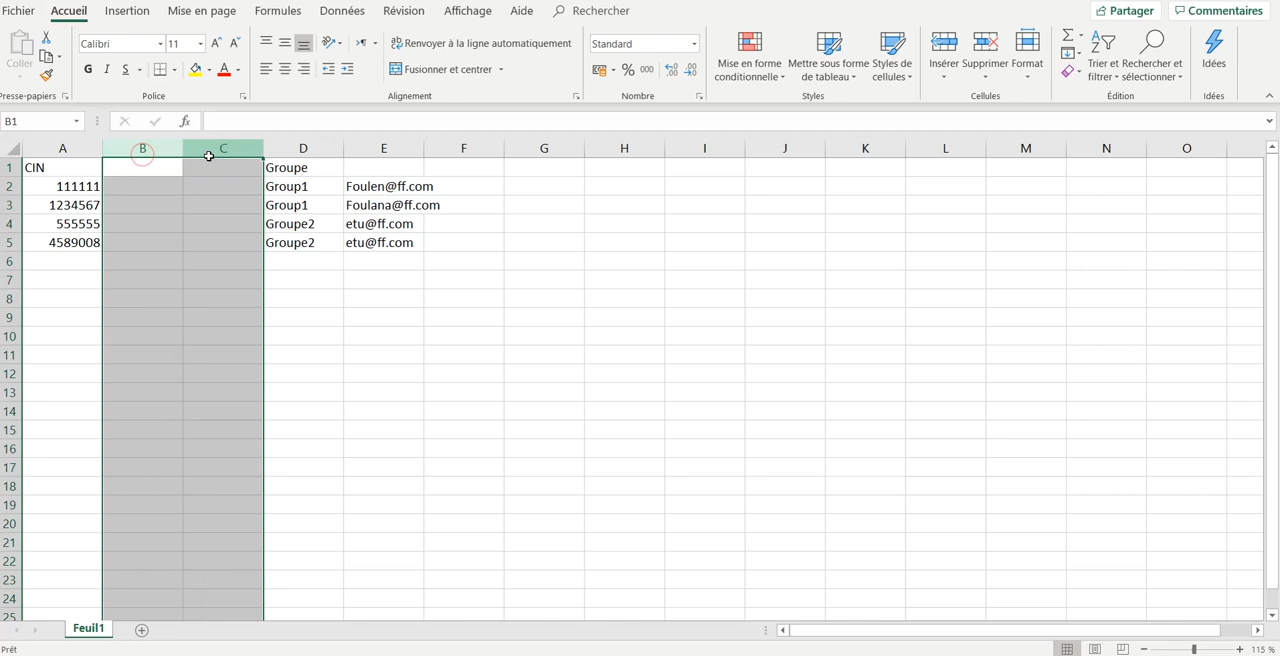 Fichier Accueil Insertion Mise en page Formules Données Révision Affichage Aide Rechercher Partager Commentaires
Coller
Calibri 11
Renvoyer à la ligne automatiquement
Standard
G I S
Fusionner et centrer
% 000
Mise en forme conditionnelle
Mettre sous forme de tableau
Styles de cellules
Insérer Supprimer Format
Trier et filtrer
Rechercher et sélectionner
Idées
Presse-papiers Police Alignement Nombre Styles Cellules Édition Idées
B1 fx
A B C D E F G H I J K L M N O
1 CIN Groupe
2 111111 Group1 Foulen@ff.com
3 1234567 Group1 Foulana@ff.com
4 555555 Groupe2 etu@ff.com
5 4589008 Groupe2 etu@ff.com
6
7
8
9
10
11
12
13
14
15
16
17
18
19
20
21
22
23
24
25
Feuil1
Prêt 115 %